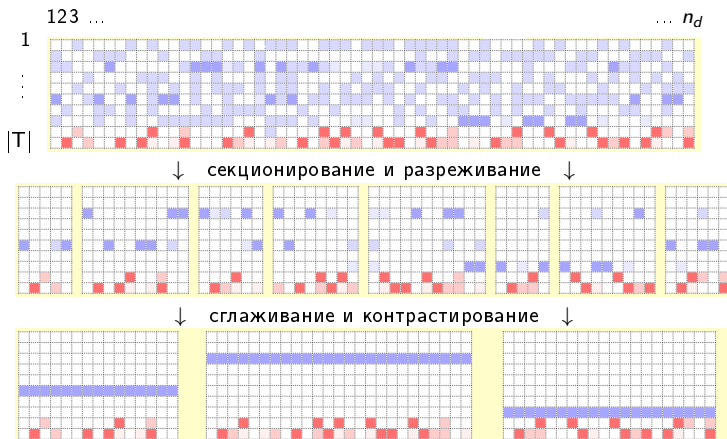 123 ... ... n_d
1
⋮
|T|
↓ секционирование и разреживание ↓
↓ сглаживание и контрастирование ↓